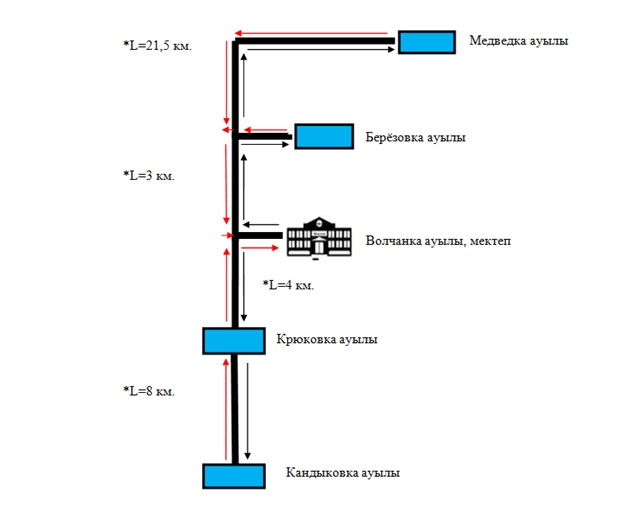 *L=21,5 км.
Медведка ауылы
Берёзовка ауылы
*L=3 км.
Волчанка ауылы, мектеп
*L=4 км.
Крюковка ауылы
*L=8 км.
Кандыковка ауылы